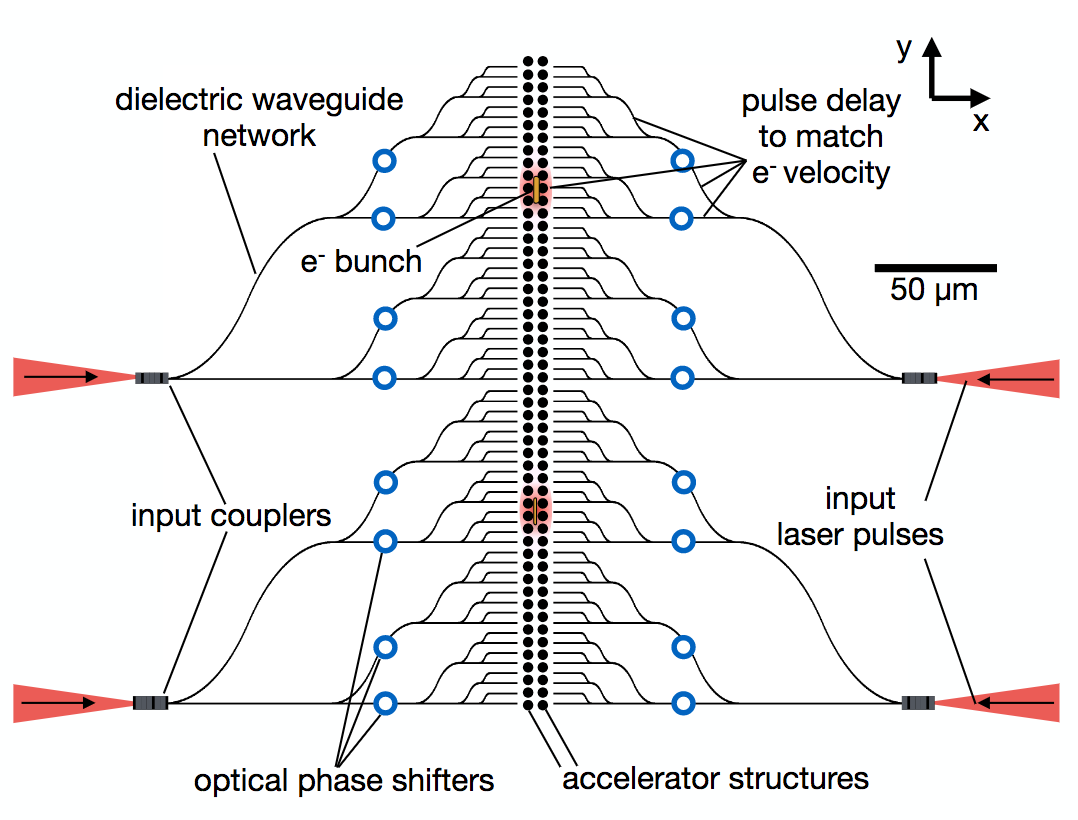 y
x
dielectric waveguide
network
pulse delay
to match
e- velocity
e- bunch
50 μm
input couplers
input
laser pulses
optical phase shifters
accelerator structures